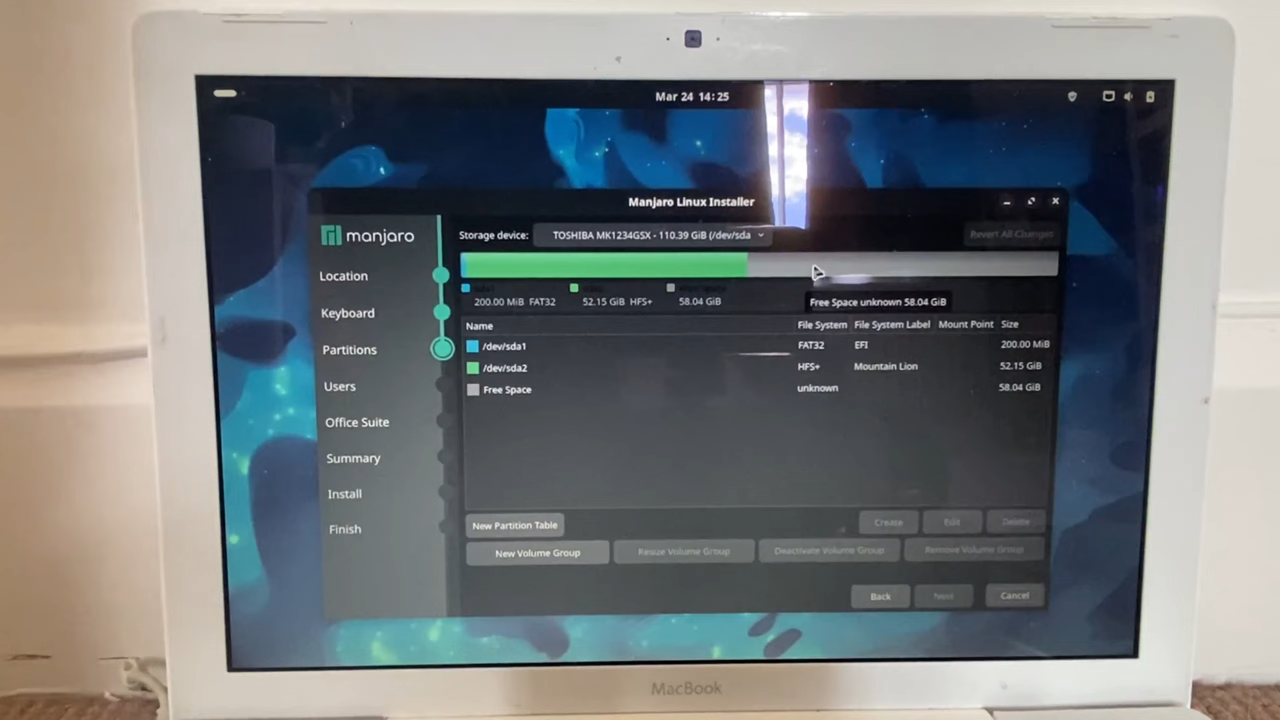 Mar 24 14:25
Manjaro Linux Installer
manjaro
Storage device: TOSHIBA MK1234GSX - 110.39 GiB (/dev/sda
Revert All Changes
Location
Keyboard
Partitions
Users
Office Suite
Summary
Install
Finish
200.00 MiB FAT32 52.15 GiB HFS+ 58.04 GiB
Free Space unknown 58.04 GiB
Name File System File System Label Mount Point Size
/dev/sda1 FAT32 EFI 200.00 MiB
/dev/sda2 HFS+ Mountain Lion 52.15 GiB
Free Space unknown 58.04 GiB
New Partition Table Create Edit Delete
New Volume Group Resize Volume Group Deactivate Volume Group Remove Volume Group
Back Next Cancel
MacBook